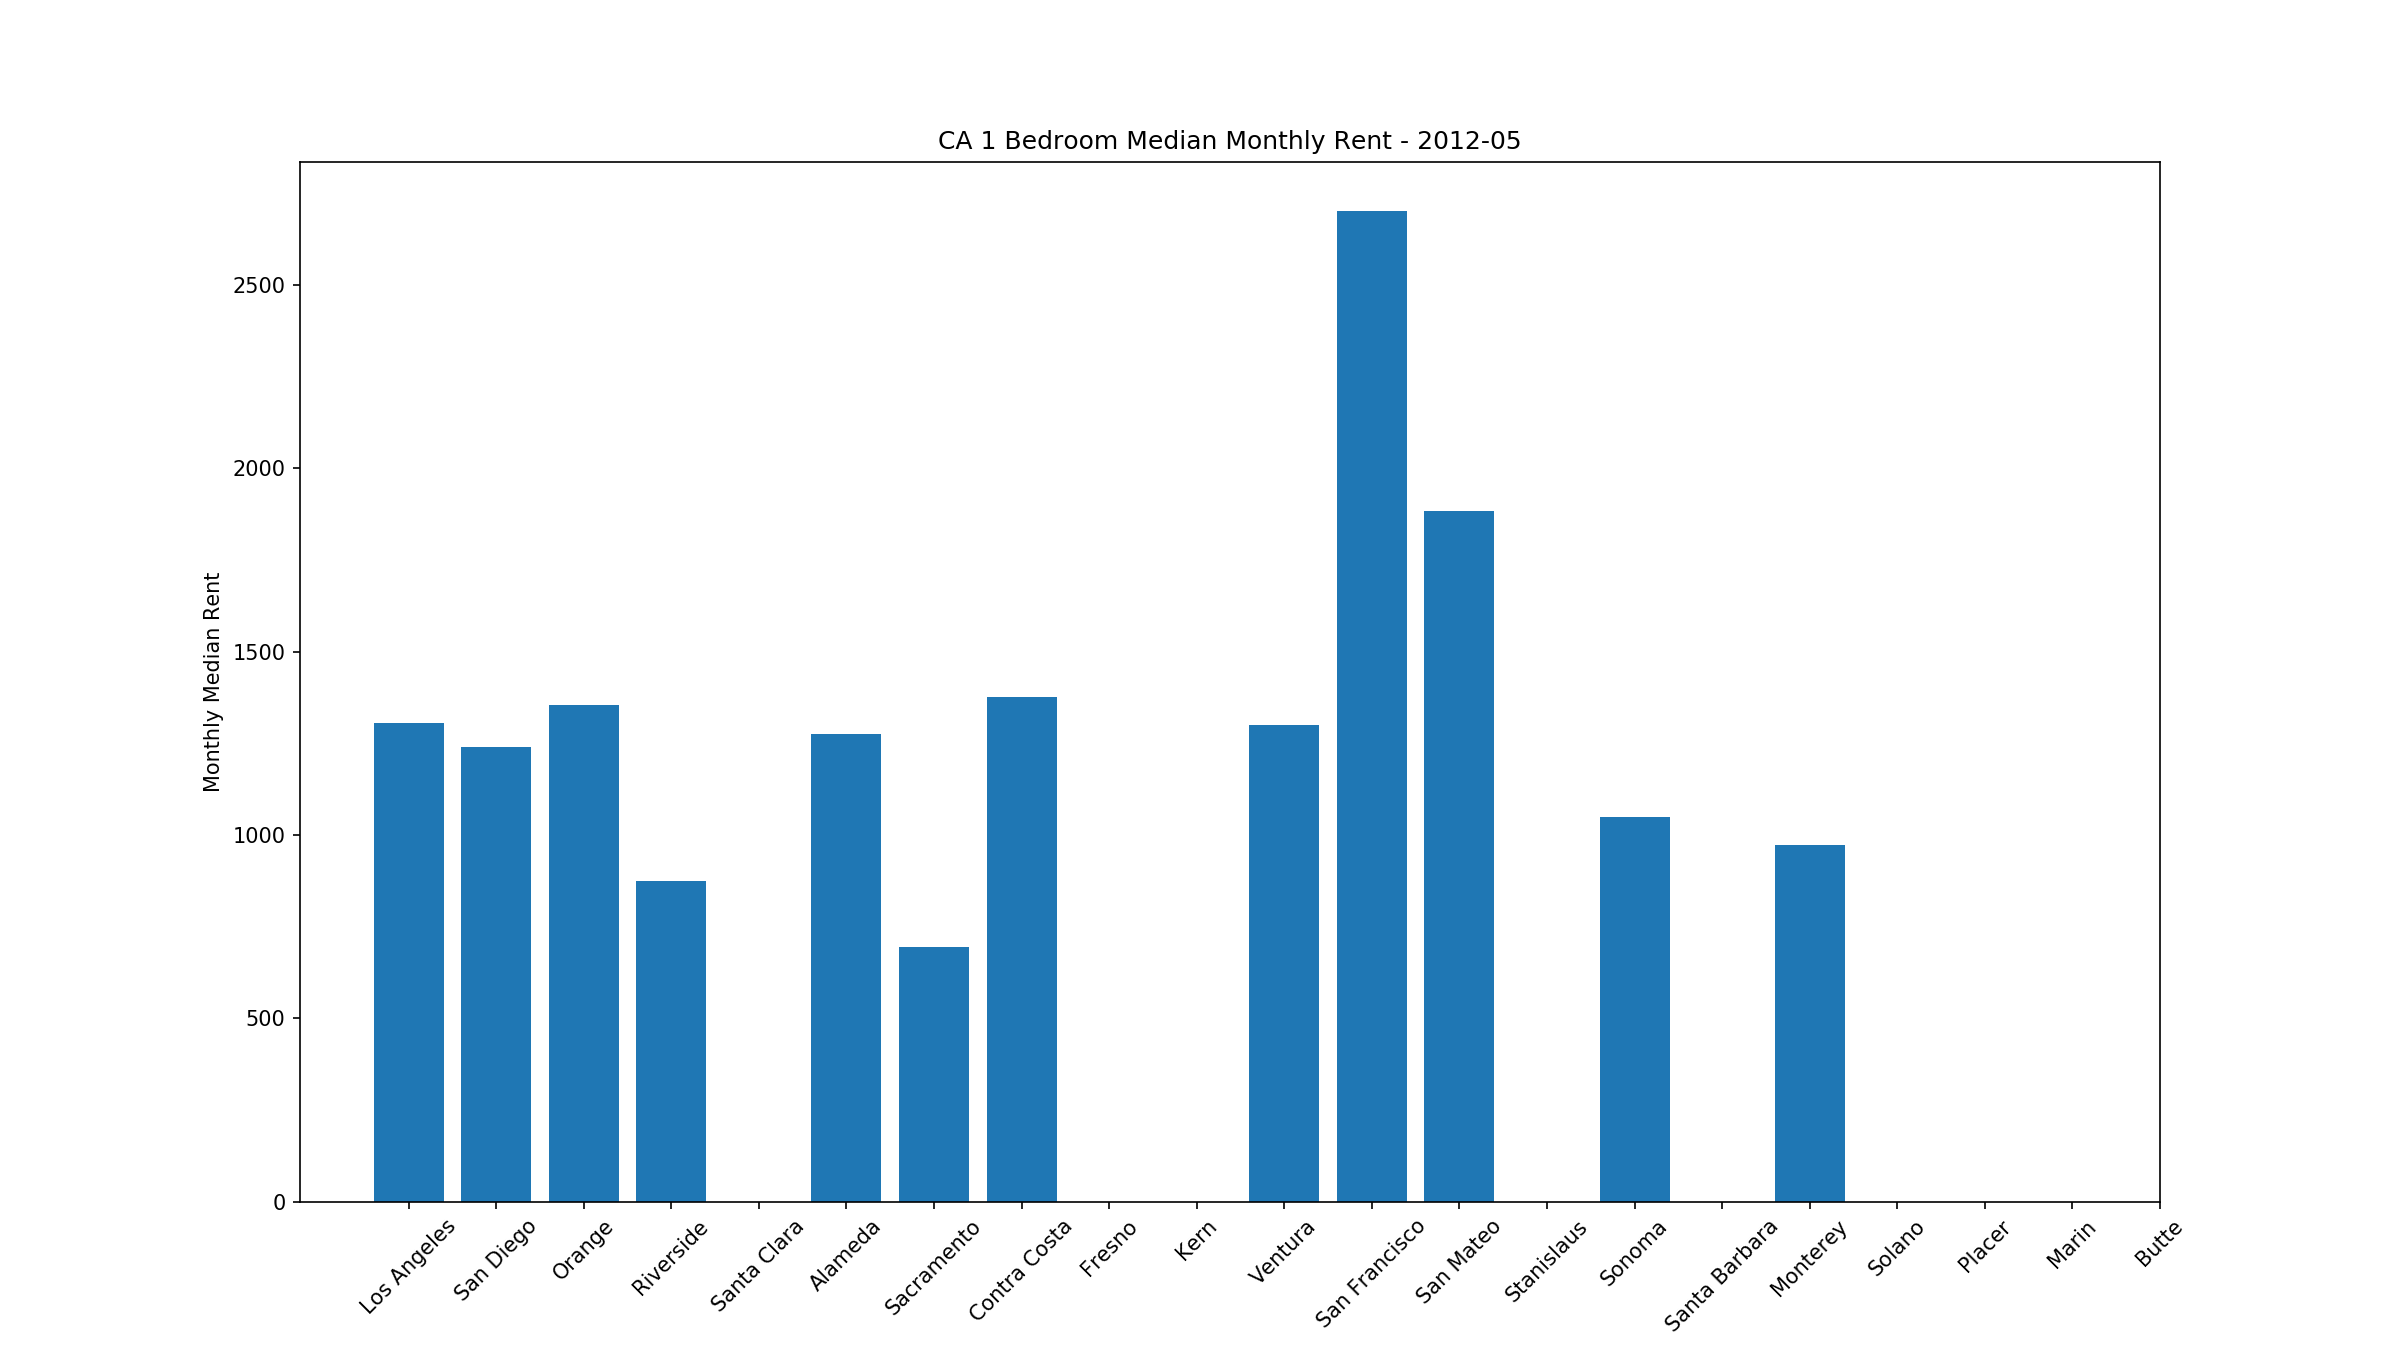 CA 1 Bedroom Median Monthly Rent - 2012-05
Monthly Median Rent
2500
2000
1500
1000
500
0
Los Angeles
San Diego
Orange
Riverside
Santa Clara
Alameda
Sacramento
Contra Costa
Fresno
Kern
Ventura
San Francisco
San Mateo
Stanislaus
Sonoma
Santa Barbara
Monterey
Solano
Placer
Marin
Butte